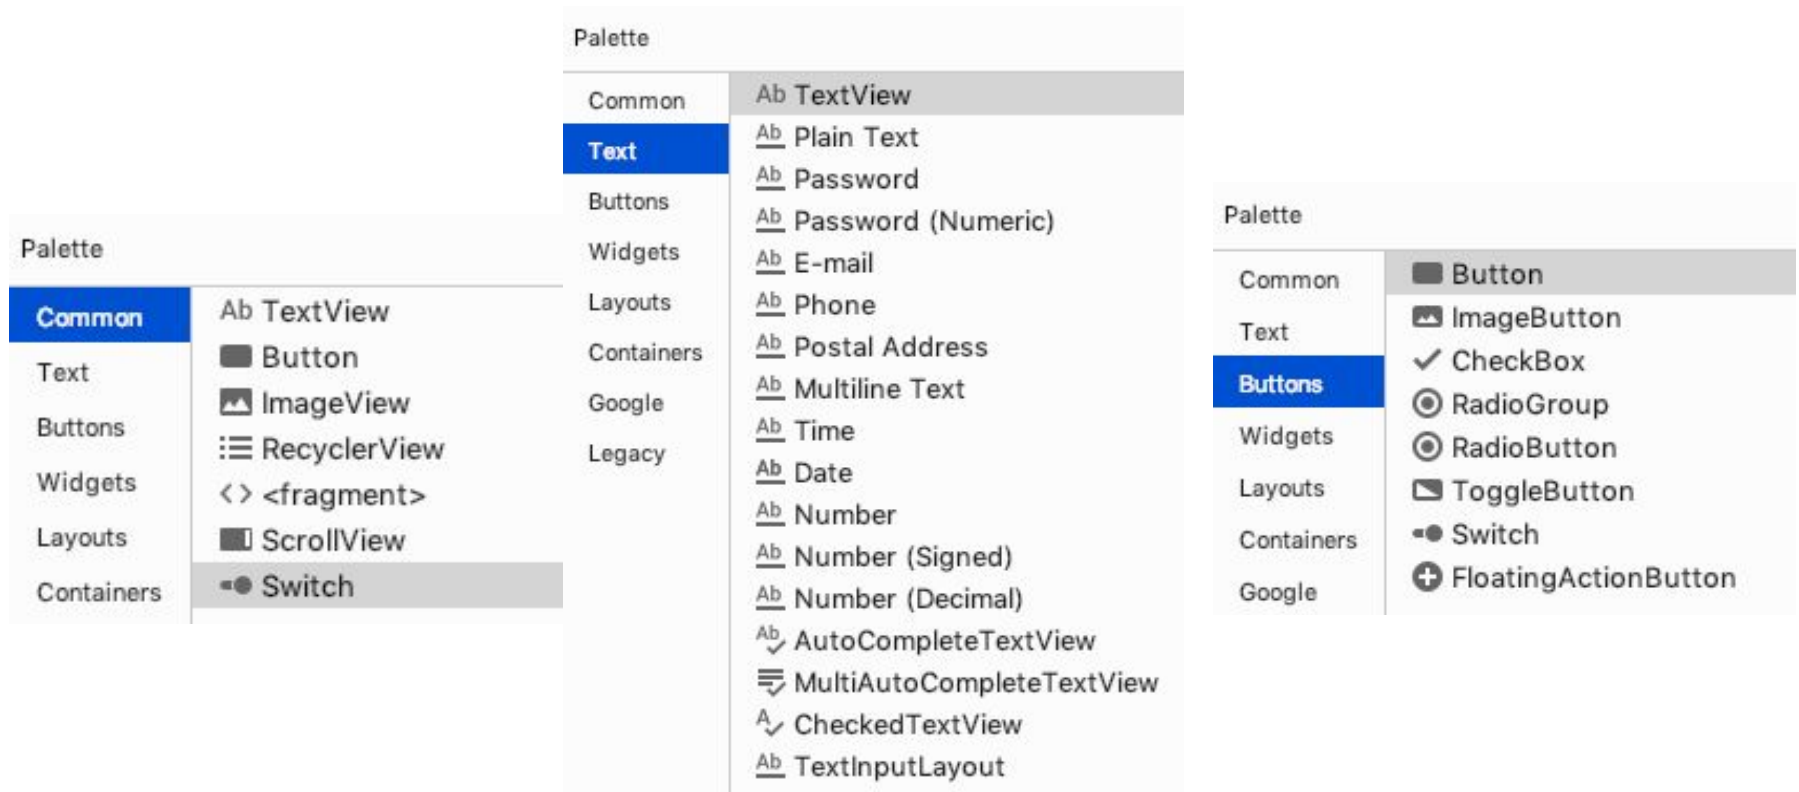 Palette
Common
Text
Buttons
Widgets
Layouts
Containers
Ab TextView
Button
ImageView
RecyclerView
<> <fragment>
ScrollView
Switch
Palette
Common
Text
Buttons
Widgets
Layouts
Containers
Google
Legacy
Ab TextView
Ab Plain Text
Ab Password
Ab Password (Numeric)
Ab E-mail
Ab Phone
Ab Postal Address
Ab Multiline Text
Ab Time
Ab Date
Ab Number
Ab Number (Signed)
Ab Number (Decimal)
Ab AutoCompleteTextView
MultiAutoCompleteTextView
A CheckedTextView
Ab TextInputLayout
Palette
Common
Text
Buttons
Widgets
Layouts
Containers
Google
Button
ImageButton
CheckBox
RadioGroup
RadioButton
ToggleButton
Switch
FloatingActionButton